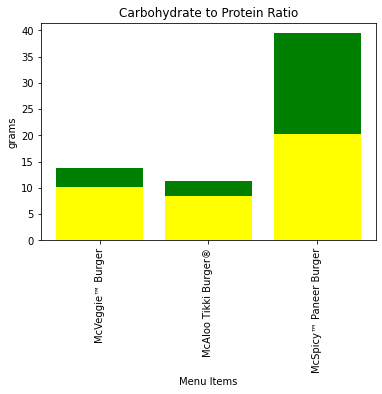 Carbohydrate to Protein Ratio
grams
40
35
30
25
20
15
10
5
0
McVeggie™ Burger
McAloo Tikki Burger®
McSpicy™ Paneer Burger
Menu Items